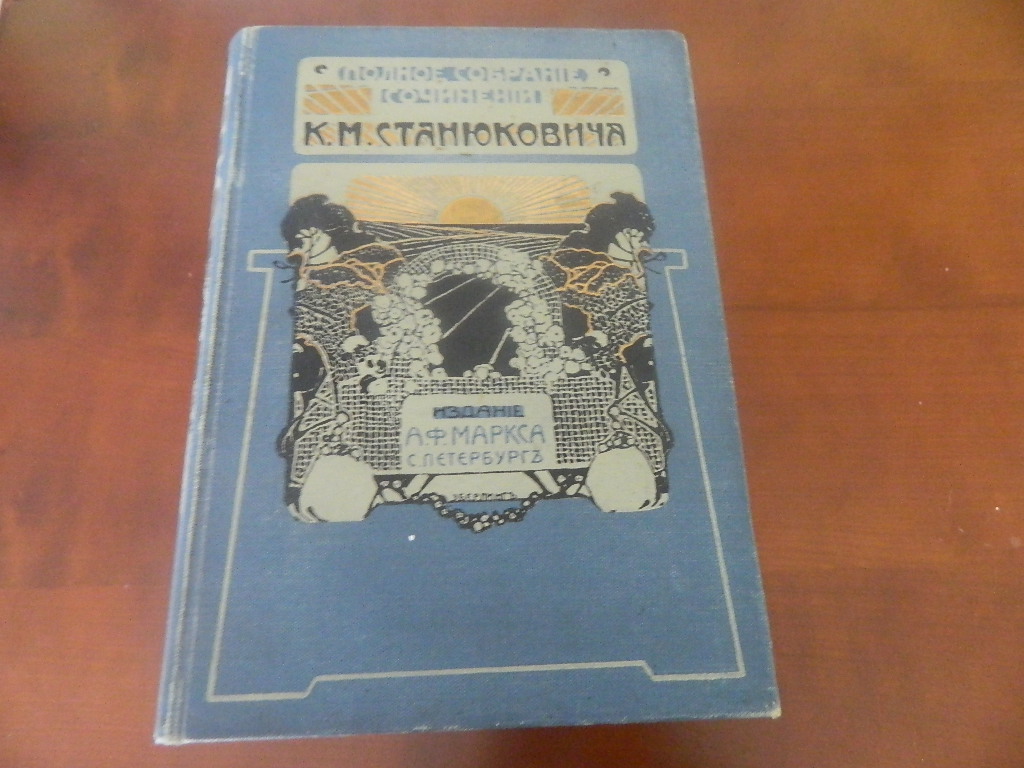 ПОЛНОЕ СОБРАНІЕ
СОЧИНЕНІЙ
К.М.СТАНЮКОВИЧА
ИЗДАНІЕ
А.Ф.МАРКСА
С.ПЕТЕРБУРГЪ